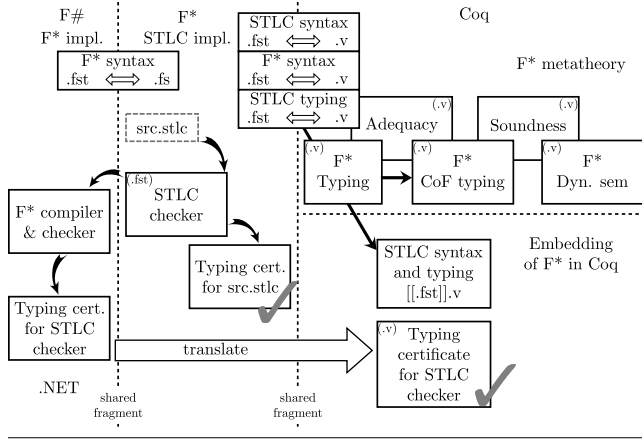 F#
F* impl.
F*
STLC impl.
Coq
F* metatheory
STLC syntax
.fst ⟺ .v
F* syntax
.fst ⟺ .v
STLC typing
.fst ⟺ .v
F* syntax
.fst ⟺ .fs
src.stlc
(.v)
Adequacy
(.v)
Soundness
(.v)
F*
Typing
(.v)
F*
CoF typing
(.v)
F*
Dyn. sem
(.fst)
STLC
checker
F* compiler
& checker
Typing cert.
for src.stlc
STLC syntax
and typing
[[.fst]].v
Embedding
of F* in Coq
Typing cert.
for STLC
checker
translate
(.v)
Typing
certificate
for STLC
checker
.NET
shared
fragment
shared
fragment